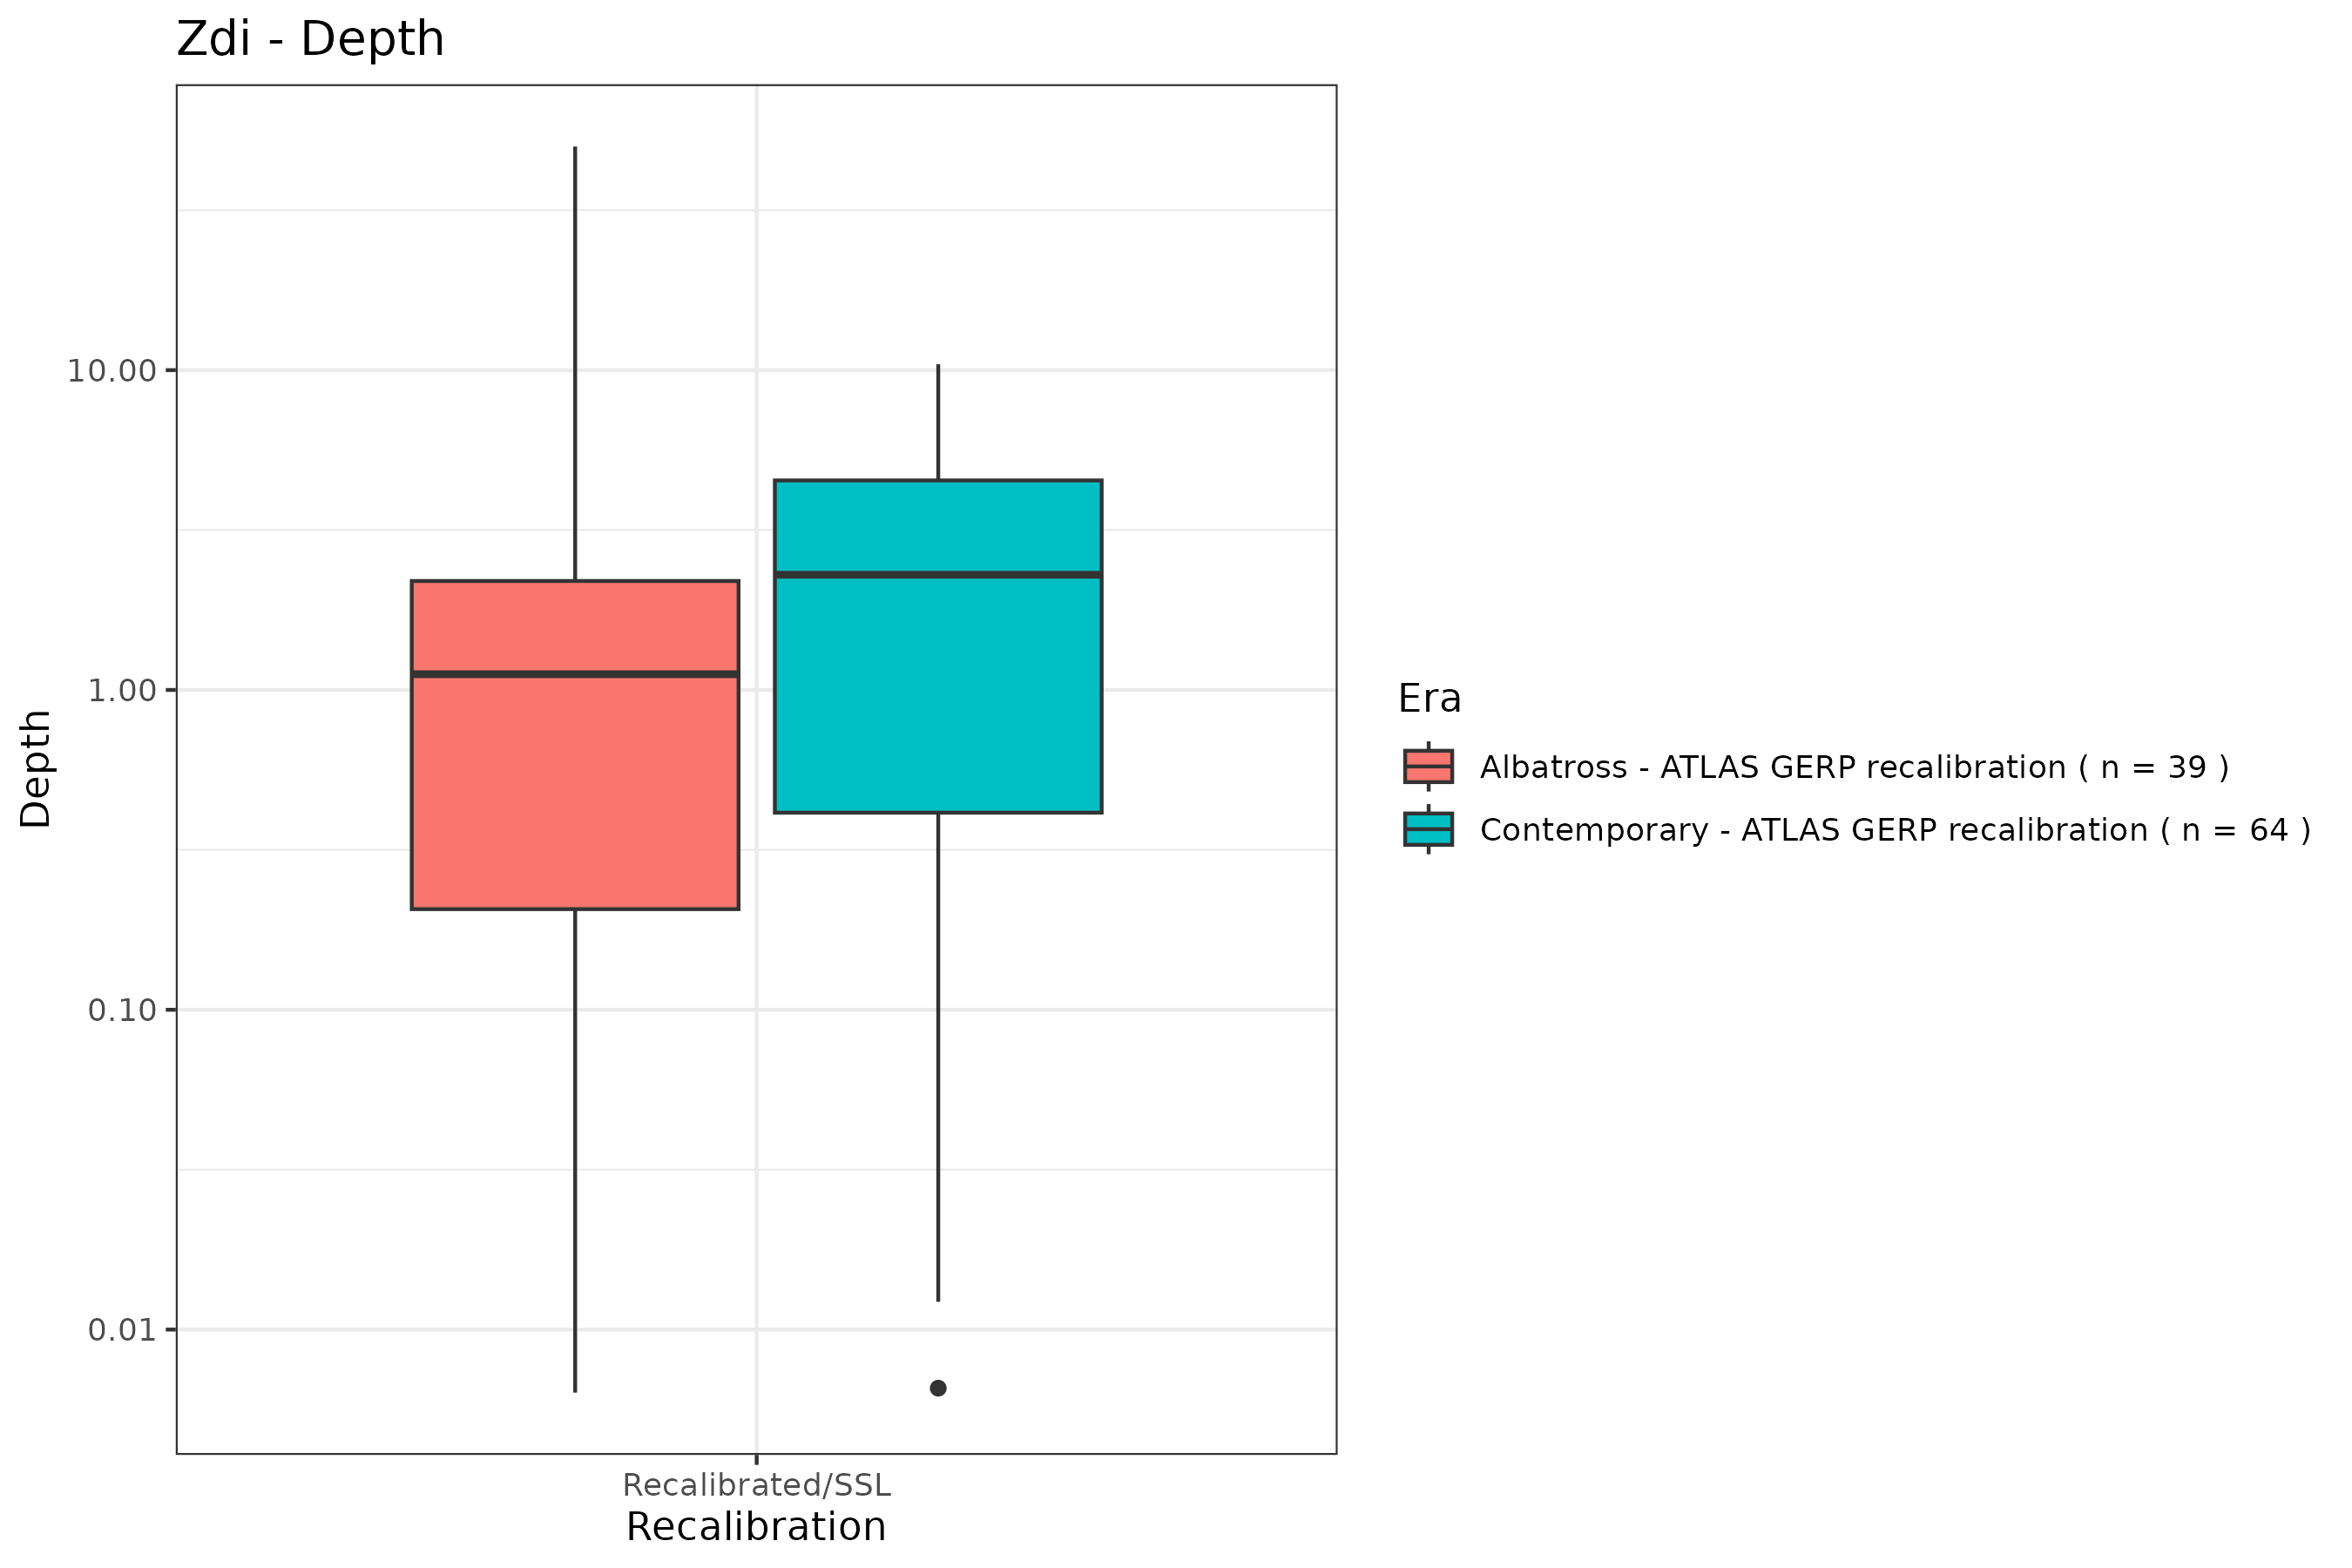 Zdi - Depth
10.00
1.00
0.10
0.01
Depth
Recalibrated/SSL
Recalibration
Era
Albatross - ATLAS GERP recalibration ( n = 39 )
Contemporary - ATLAS GERP recalibration ( n = 64 )